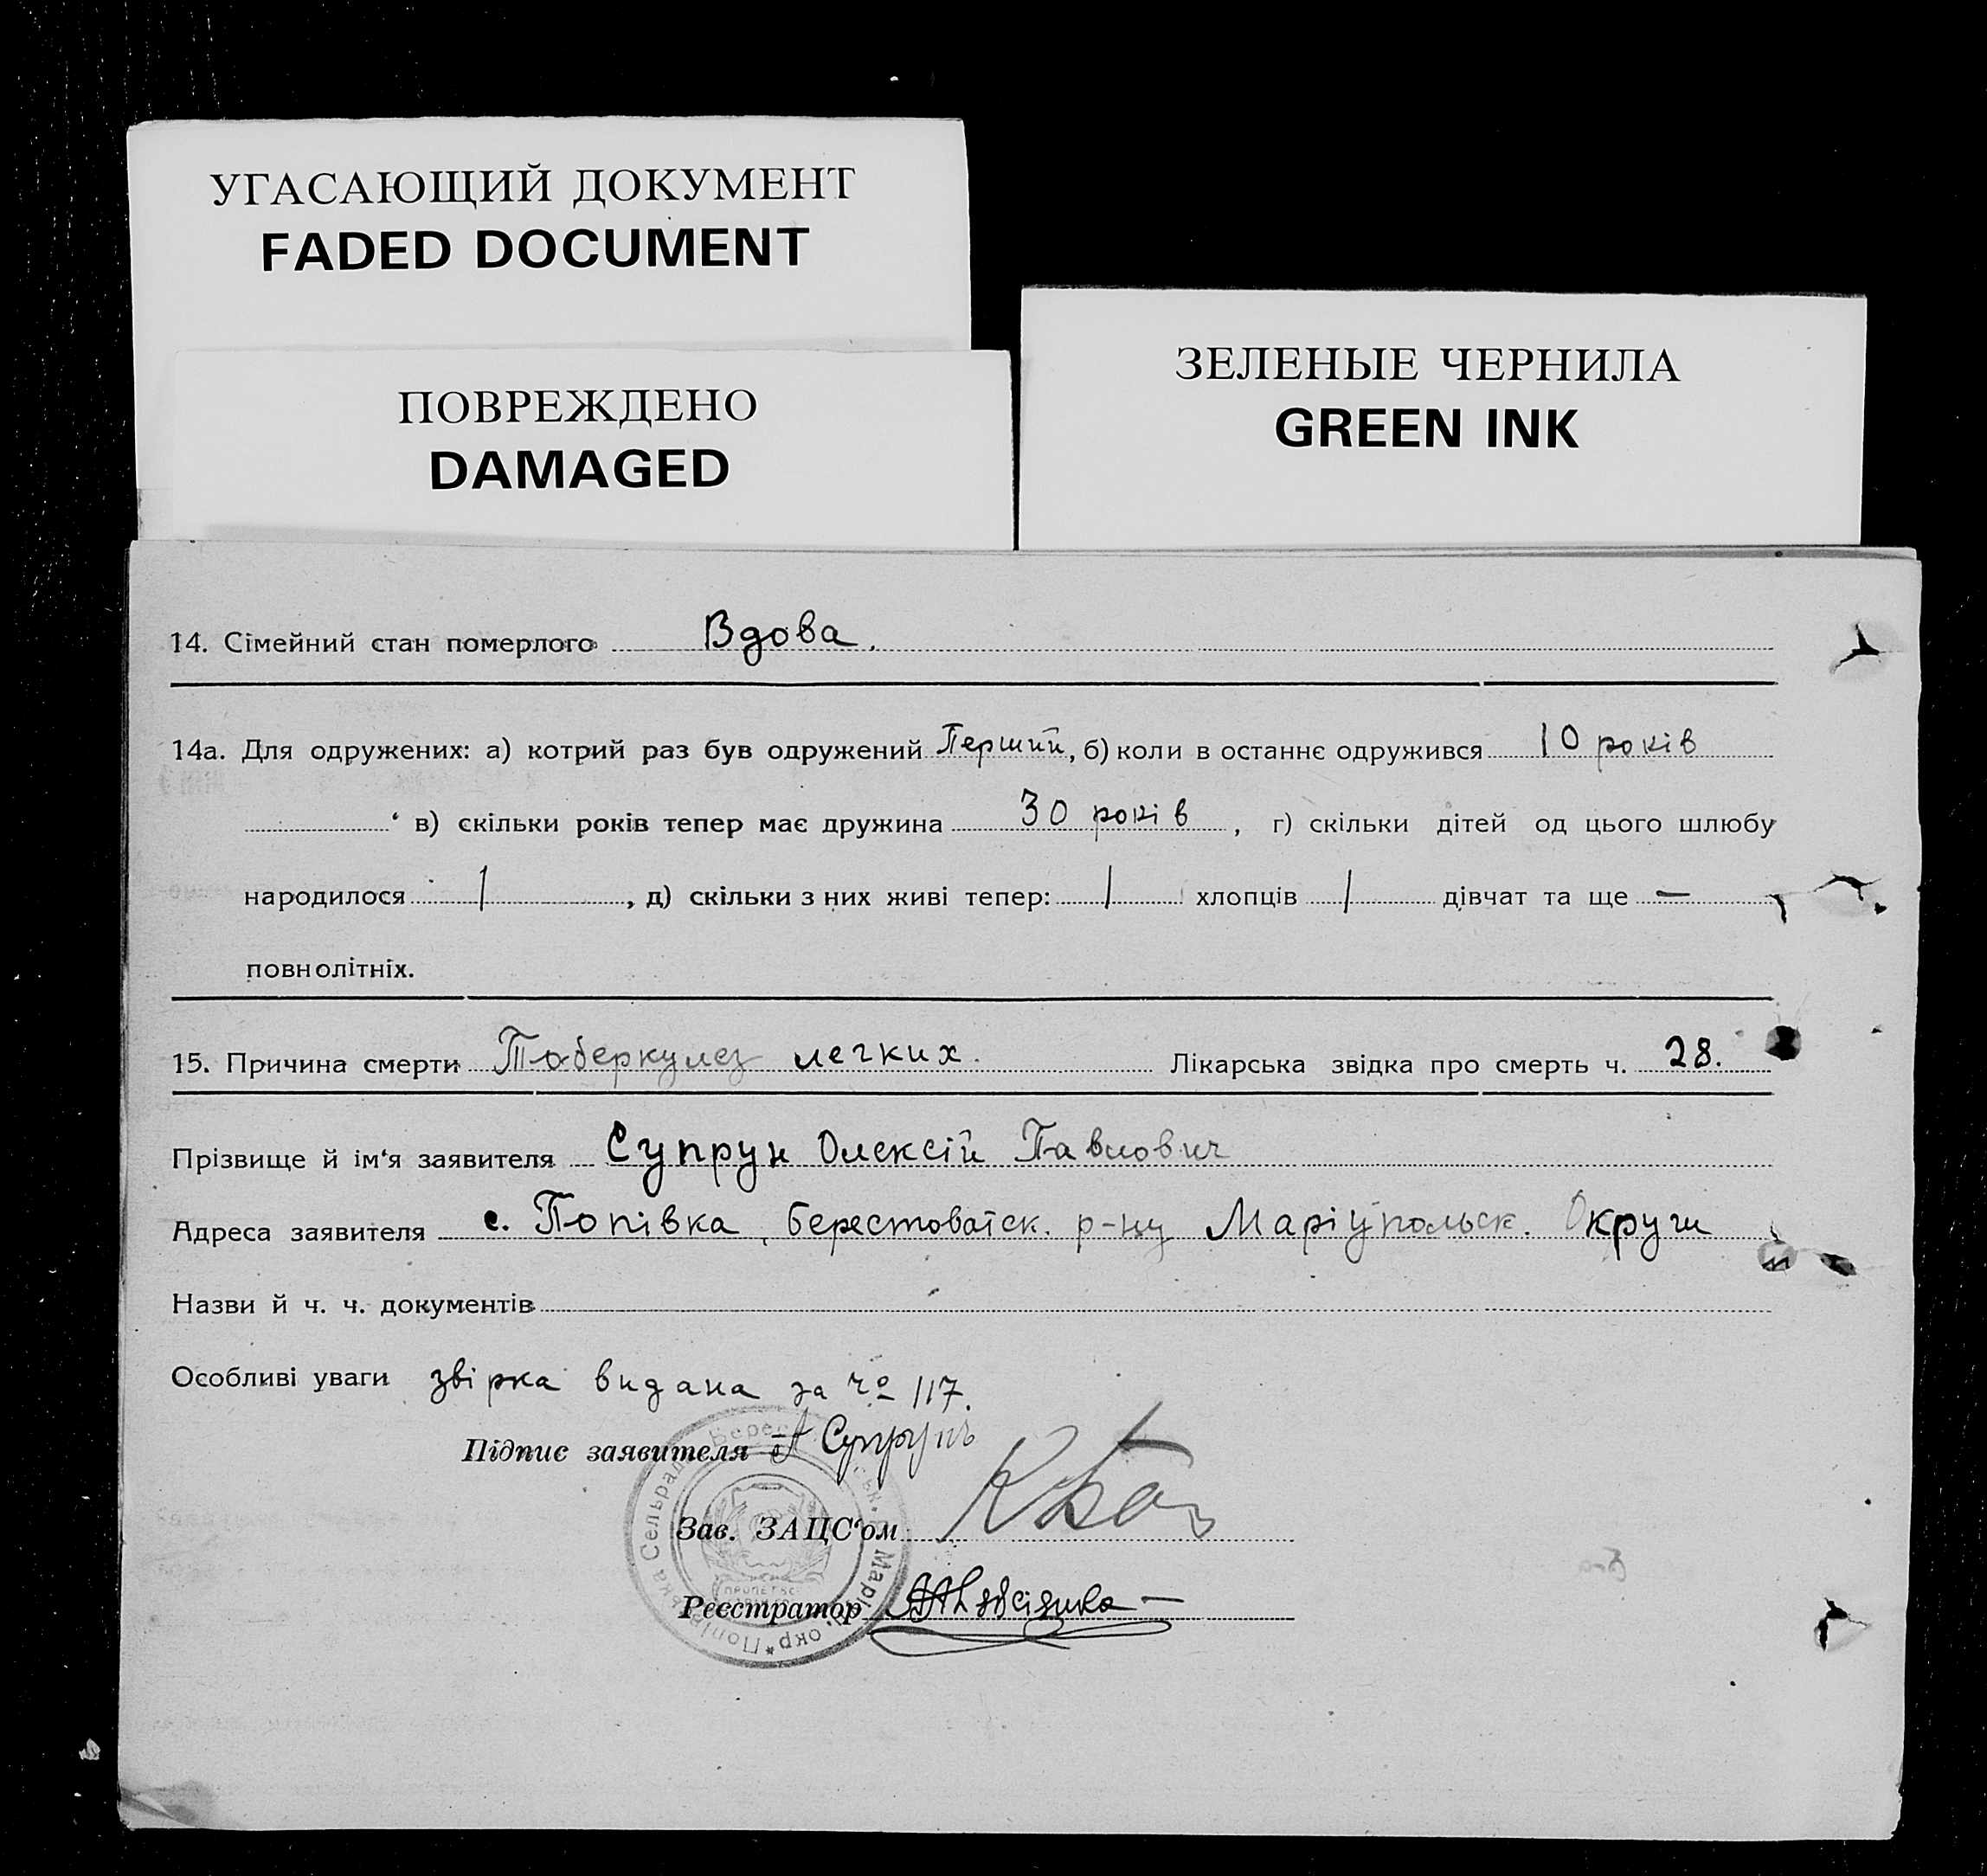 УГАСАЮЩИЙ ДОКУМЕНТ
FADED DOCUMENT
ПОВРЕЖДЕНО
DAMAGED
ЗЕЛЕНЫЕ ЧЕРНИЛА
GREEN INK
14. Сімейний стан померлого Вдова.
14а. Для одружених: а) котрий раз був одружений Перший, б) коли в останнє одружився 10 років
в) скільки років тепер має дружина 30 років, г) скільки дітей од цього шлюбу
народилося 1, д) скільки з них живі тепер: 1 хлопців 1 дівчат та ще —
повнолітніх.
15. Причина смерти Тоберкулез легких. Лікарська звідка про смерть ч. 28.
Прізвище й ім'я заявителя Супрун Олексій Павлович
Адреса заявителя с. Попівка, Берестоваїск. р-ну Маріупольск. Округи
Назви й ч. ч. документів
Особливі уваги звірка видана за ч° 117.
Підпис заявителя Супрунъ
Зав. ЗАЦС'ом
Реєстратор